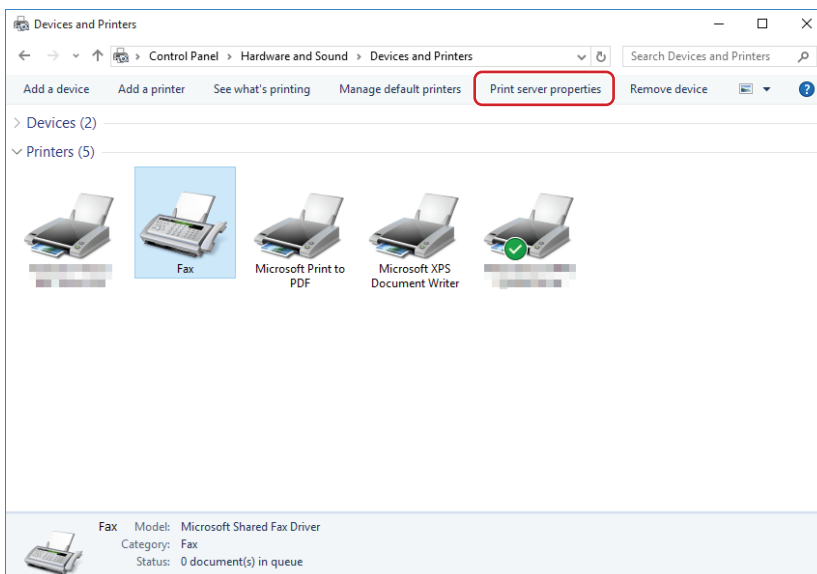 Devices and Printers
Control Panel > Hardware and Sound > Devices and Printers
Search Devices and Printers
Add a device Add a printer See what's printing Manage default printers Print server properties Remove device ?
Devices (2)
Printers (5)
Fax
Microsoft Print to
PDF
Microsoft XPS
Document Writer
Fax Model: Microsoft Shared Fax Driver
Category: Fax
Status: 0 document(s) in queue